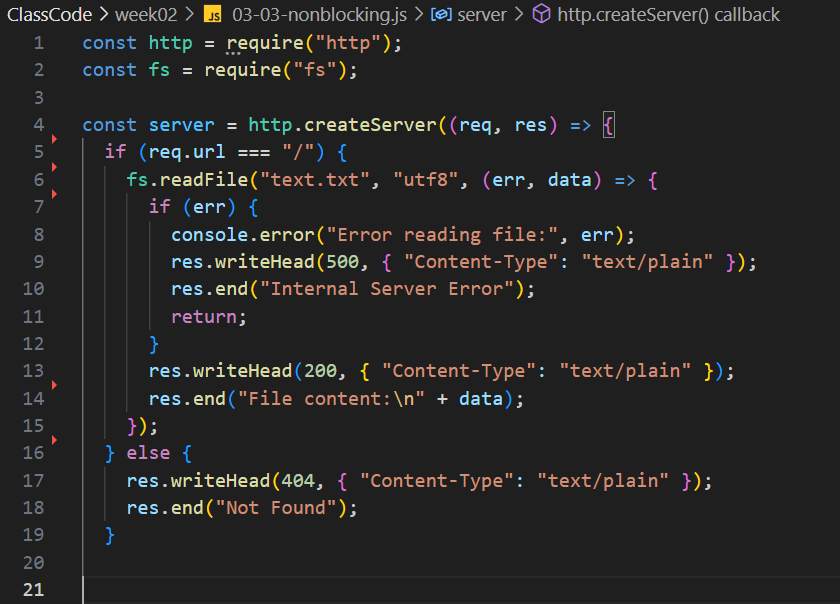 ClassCode > week02 > JS 03-03-nonblocking.js > server > http.createServer() callback
1 const http = require("http");
2 const fs = require("fs");
3
4 const server = http.createServer((req, res) => {
5 if (req.url === "/") {
6 fs.readFile("text.txt", "utf8", (err, data) => {
7 if (err) {
8 console.error("Error reading file:", err);
9 res.writeHead(500, { "Content-Type": "text/plain" });
10 res.end("Internal Server Error");
11 return;
12 }
13 res.writeHead(200, { "Content-Type": "text/plain" });
14 res.end("File content:\n" + data);
15 });
16 } else {
17 res.writeHead(404, { "Content-Type": "text/plain" });
18 res.end("Not Found");
19 }
20
21